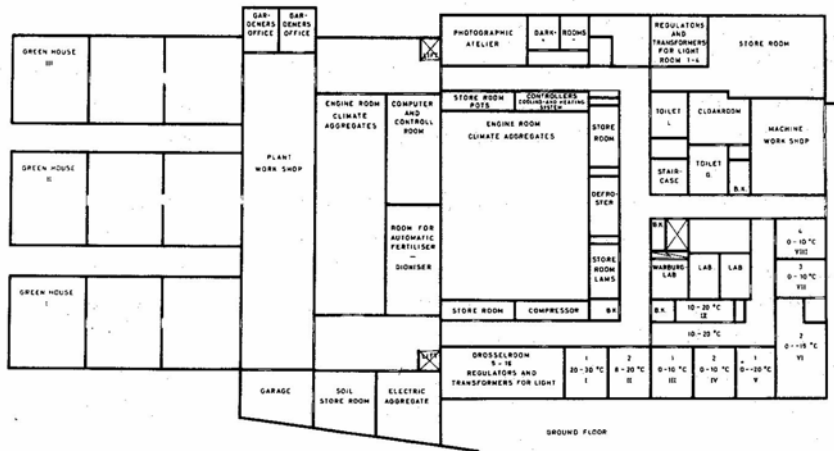 GAR-
DENERS
OFFICE
GAR-
DENERS
OFFICE
GREEN HOUSE
III
LIFT
PHOTOGRAPHIC
ATELIER
DARK-
ROOMS
REGULATORS
AND
TRANSFORMERS
FOR LIGHT
ROOM 1-4
STORE ROOM
ENGINE ROOM
CLIMATE AGGREGATES
COMPUTER
AND
CONTROLL
ROOM
STORE ROOM
POTS
CONTROLLERS
COOLING-AND HEATING
SYSTEM
ENGINE ROOM
CLIMATE AGGREGATES
STORE
ROOM
TOILET
L
CLOAKROOM
MACHINE
WORK SHOP
PLANT
WORK SHOP
GREEN HOUSE
II
STAIR-
CASE
TOILET
G.
B.K.
DEFRO-
STER
ROOM FOR
AUTOMATIC
FERTILISER
—
DIONISER
B.K
4
0-10 °C
VIII
STORE
ROOM
LAMS
WARBURG-
LAB
LAB.
LAB
3
0-10 °C
VII
GREEN HOUSE
I
STORE ROOM
COMPRESSOR
B.K
B.K.
10-20 °C
IX
10-20 °C
2
0--15 °C
VI
LIFT
DROSSELROOM
5-16
REGULATORS AND
TRANSFORMERS FOR LIGHT
1
20-30 °C
I
2
8-20 °C
II
1
0-10 °C
III
2
0-10 °C
IV
1
0--20 °C
V
GARAGE
SOIL
STORE ROOM
ELECTRIC
AGGREGATE
GROUND FLOOR